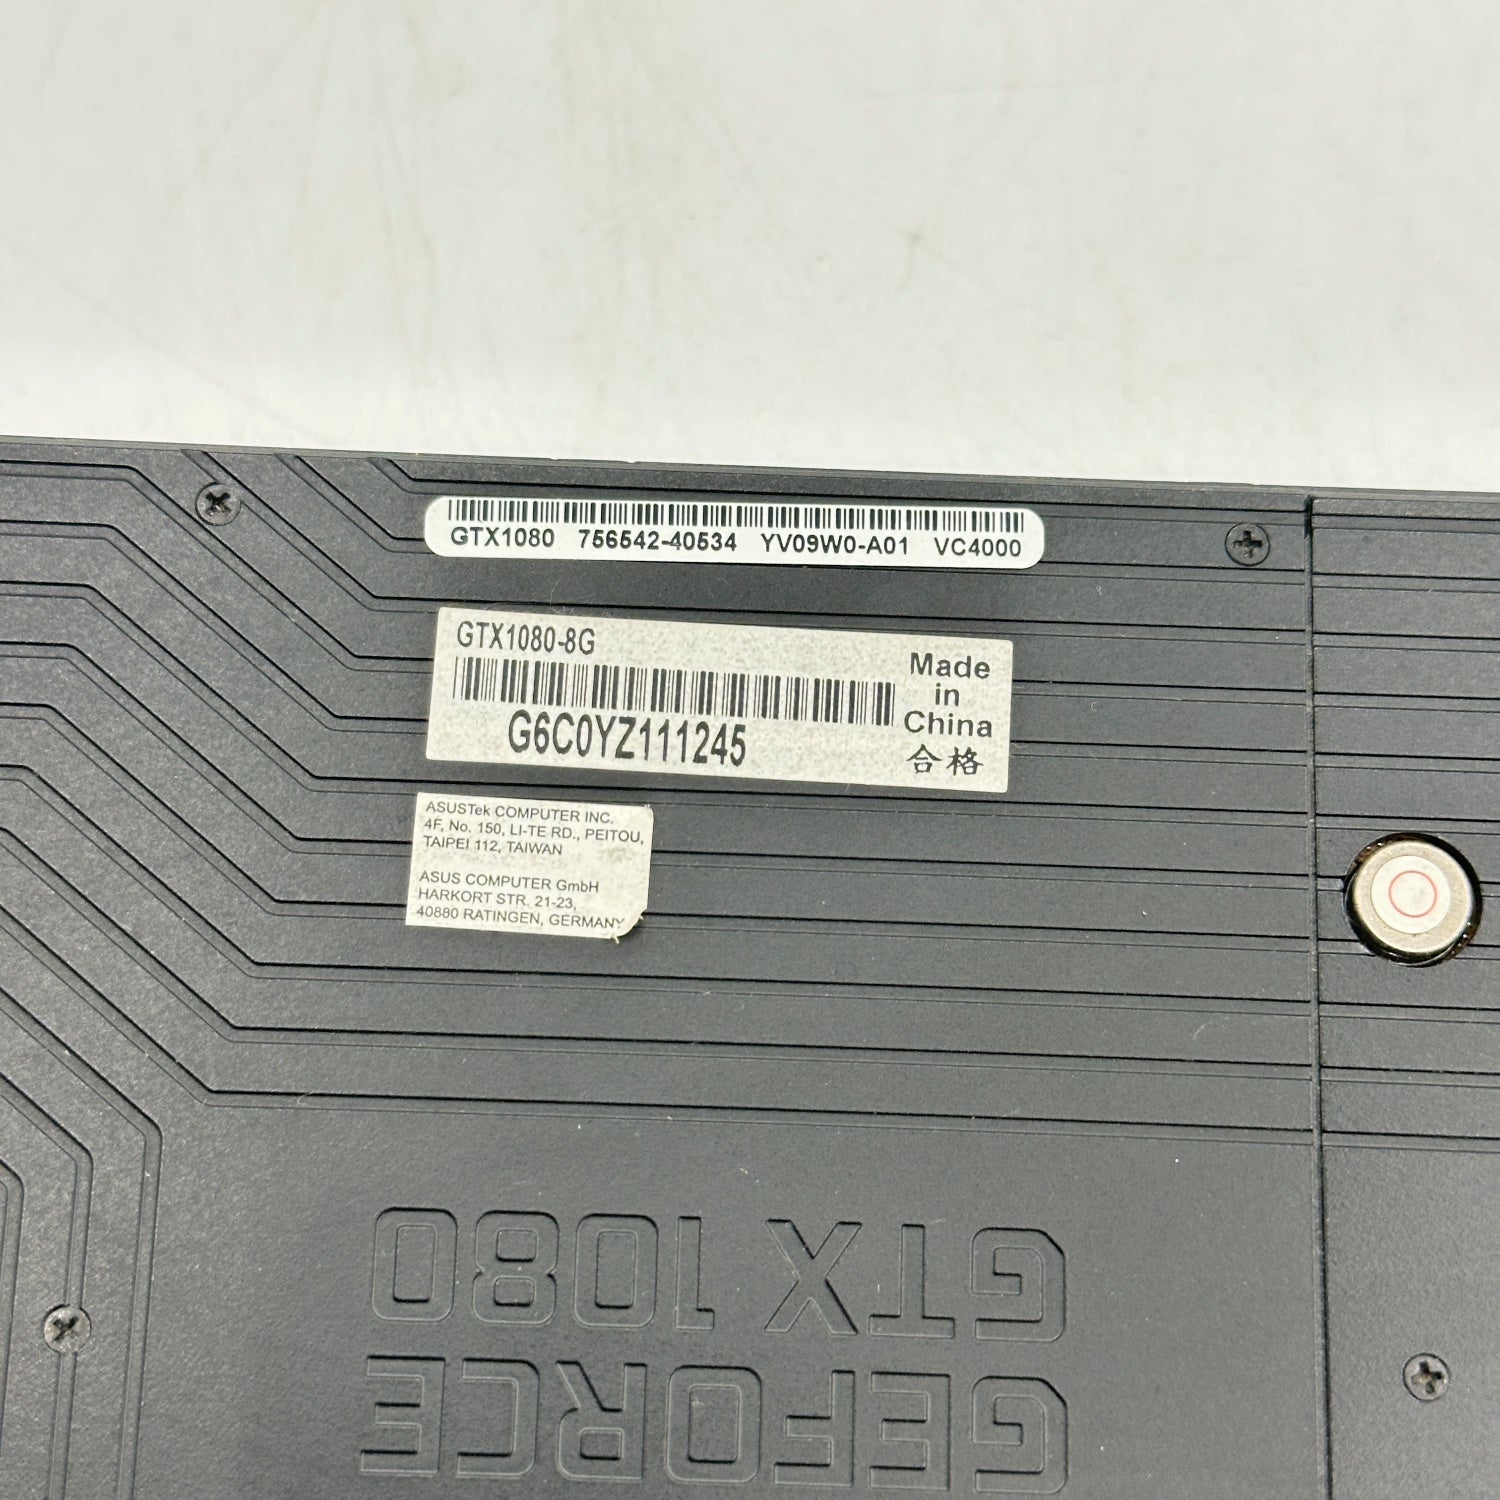 GTX1080 756542-40534 YV09W0-A01 VC4000
GTX1080-8G
G6C0YZ111245
Made
in
China
合格
ASUSTek COMPUTER INC.
4F, No. 150, LI-TE RD., PEITOU,
TAIPEI 112, TAIWAN
ASUS COMPUTER GmbH
HARKORT STR. 21-23,
40880 RATINGEN, GERMANY
GEFORCE
GTX 1080